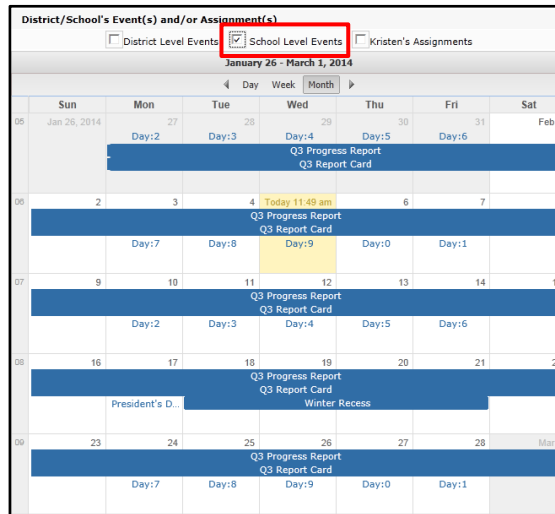 District/School's Event(s) and/or Assignment(s)
District Level Events School Level Events Kristen's Assignments
January 26 - March 1, 2014
Day Week Month
Sun Mon Tue Wed Thu Fri Sat
05 Jan 26, 2014 27 28 29 30 31 Feb
Day:2 Day:3 Day:4 Day:5 Day:6
Q3 Progress Report
Q3 Report Card
06 2 3 4 Today 11:49 am 6 7
Q3 Progress Report
Q3 Report Card
Day:7 Day:8 Day:9 Day:0 Day:1
07 9 10 11 12 13 14 1
Q3 Progress Report
Q3 Report Card
Day:2 Day:3 Day:4 Day:5 Day:6
08 16 17 18 19 20 21 2
Q3 Progress Report
Q3 Report Card
President's D... Winter Recess
09 23 24 25 26 27 28 Mar
Q3 Progress Report
Q3 Report Card
Day:7 Day:8 Day:9 Day:0 Day:1